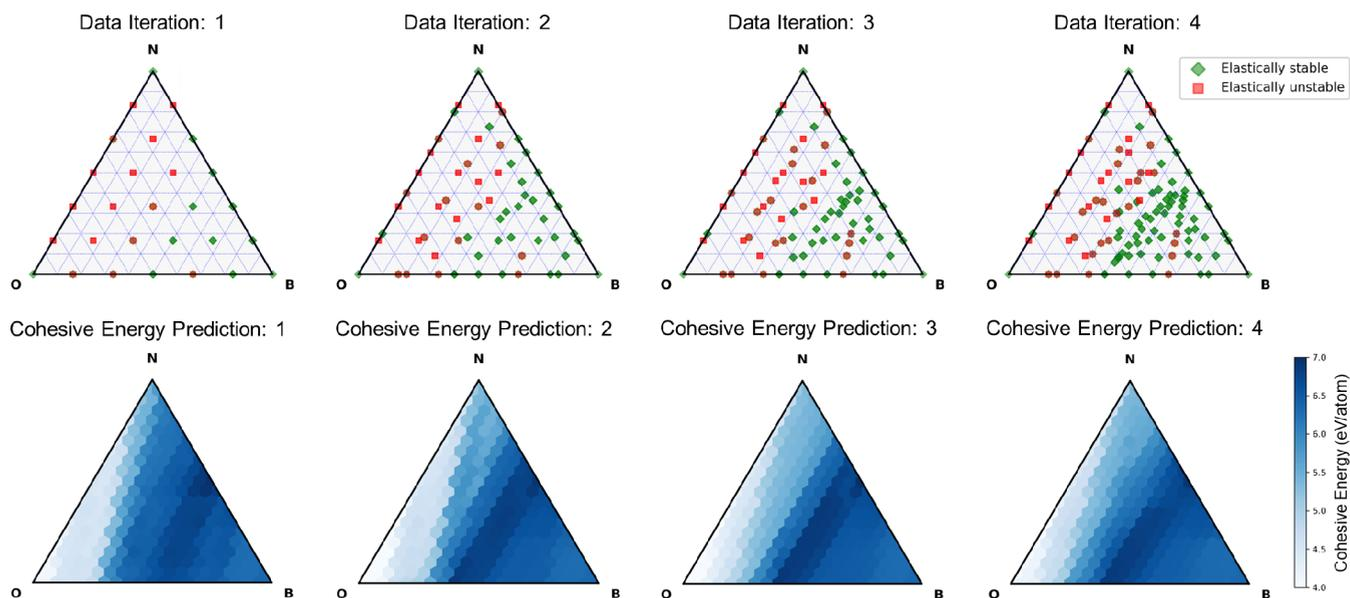 Data Iteration: 1
Data Iteration: 2
Data Iteration: 3
Data Iteration: 4
N
N
N
N
Elastically stable
Elastically unstable
O
B
O
B
O
B
O
B
Cohesive Energy Prediction: 1
Cohesive Energy Prediction: 2
Cohesive Energy Prediction: 3
Cohesive Energy Prediction: 4
N
N
N
N
7.0
6.5
6.0
5.5
5.0
4.5
4.0
Cohesive Energy (eV/atom)
O
B
O
B
O
B
O
B